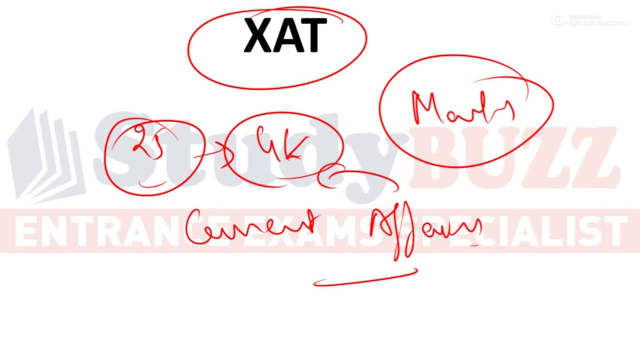 XAT
Marks
25 → GK
StudyBUZZ
ENTRANCE EXAMS SPECIALIST
Current Affairs